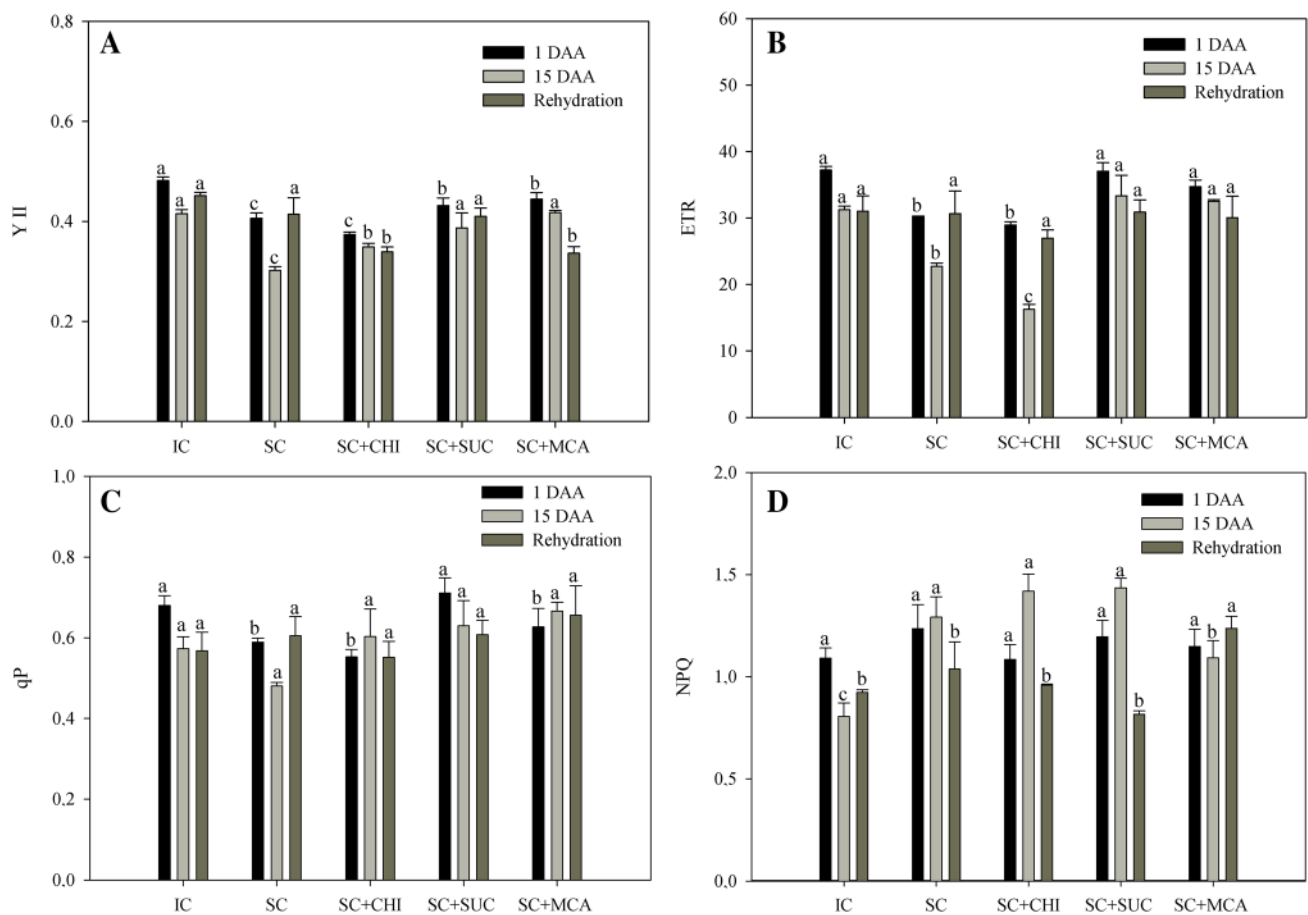 A
1 DAA
15 DAA
Rehydration
Y II
0.8
0.6
0.4
0.2
0.0
a a a
c c a
c b b
b a a
b a b
IC SC SC+CHI SC+SUC SC+MCA
B
1 DAA
15 DAA
Rehydration
ETR
60
50
40
30
20
10
0
a a a
b b a
b c a
a a a
a a a
IC SC SC+CHI SC+SUC SC+MCA
C
1 DAA
15 DAA
Rehydration
qP
1.0
0.8
0.6
0.4
0.2
0.0
a a a
b a a
b a a
a a a
b a a
IC SC SC+CHI SC+SUC SC+MCA
D
1 DAA
15 DAA
Rehydration
NPQ
2.0
1.5
1.0
0.5
0.0
a c b
a a b
a a b
a a b
a b a
IC SC SC+CHI SC+SUC SC+MCA